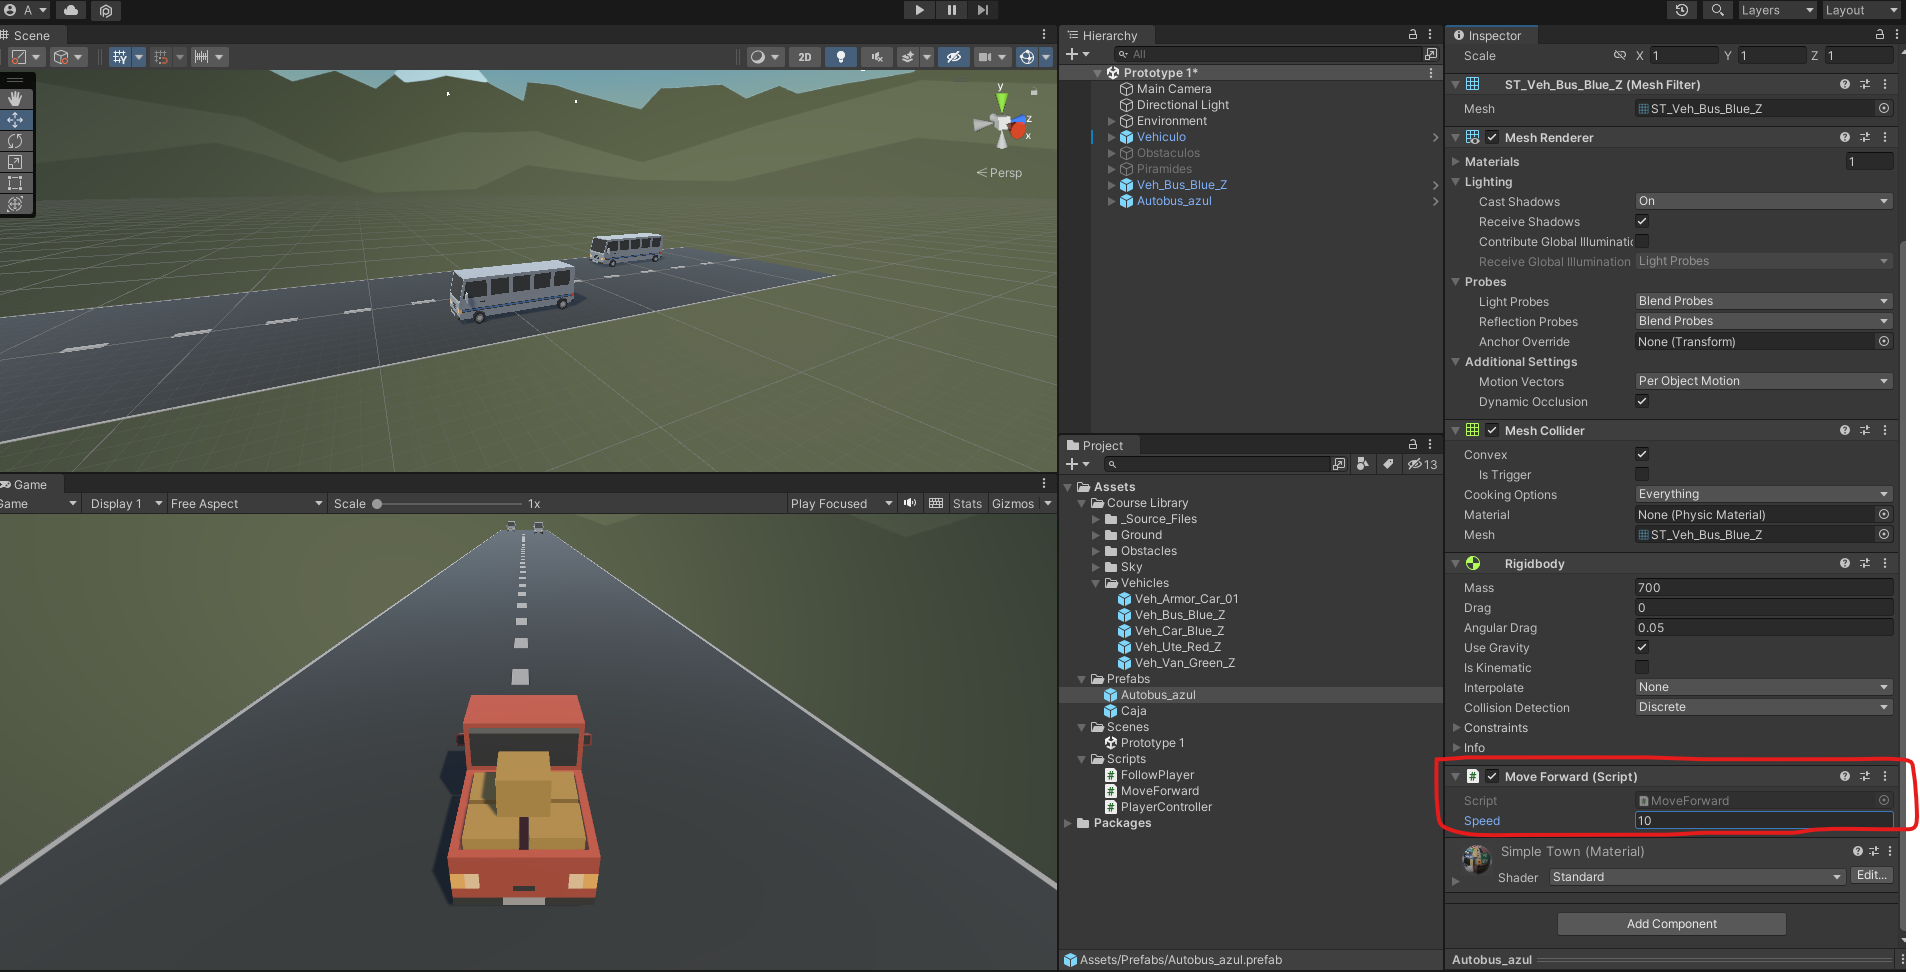 A
Layers
Layout
Scene
2D
y
z
x
Persp
Game
Game
Display 1
Free Aspect
Scale
1x
Play Focused
Stats
Gizmos
Hierarchy
All
Prototype 1*
Main Camera
Directional Light
Environment
Vehiculo
Obstaculos
Piramides
Veh_Bus_Blue_Z
Autobus_azul
Project
13
Assets
Course Library
_Source_Files
Ground
Obstacles
Sky
Vehicles
Veh_Armor_Car_01
Veh_Bus_Blue_Z
Veh_Car_Blue_Z
Veh_Ute_Red_Z
Veh_Van_Green_Z
Prefabs
Autobus_azul
Caja
Scenes
Prototype 1
Scripts
FollowPlayer
MoveForward
PlayerController
Packages
Assets/Prefabs/Autobus_azul.prefab
Inspector
Scale X 1 Y 1 Z 1
ST_Veh_Bus_Blue_Z (Mesh Filter)
Mesh ST_Veh_Bus_Blue_Z
Mesh Renderer
Materials 1
Lighting
Cast Shadows On
Receive Shadows
Contribute Global Illuminatic
Receive Global Illumination Light Probes
Probes
Light Probes Blend Probes
Reflection Probes Blend Probes
Anchor Override None (Transform)
Additional Settings
Motion Vectors Per Object Motion
Dynamic Occlusion
Mesh Collider
Convex
Is Trigger
Cooking Options Everything
Material None (Physic Material)
Mesh ST_Veh_Bus_Blue_Z
Rigidbody
Mass 700
Drag 0
Angular Drag 0.05
Use Gravity
Is Kinematic
Interpolate None
Collision Detection Discrete
Constraints
Info
Move Forward (Script)
Script MoveForward
Speed 10
Simple Town (Material)
Shader Standard Edit...
Add Component
Autobus_azul